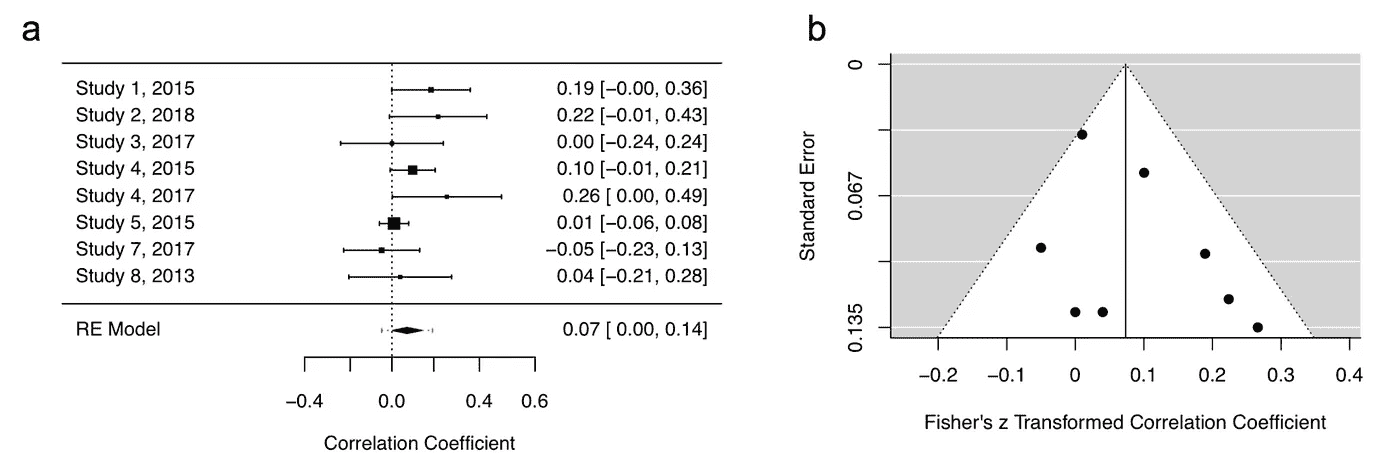 a
Study 1, 2015 0.19 [−0.00, 0.36]
Study 2, 2018 0.22 [−0.01, 0.43]
Study 3, 2017 0.00 [−0.24, 0.24]
Study 4, 2015 0.10 [−0.01, 0.21]
Study 4, 2017 0.26 [ 0.00, 0.49]
Study 5, 2015 0.01 [−0.06, 0.08]
Study 7, 2017 −0.05 [−0.23, 0.13]
Study 8, 2013 0.04 [−0.21, 0.28]
RE Model 0.07 [ 0.00, 0.14]
−0.4 0.0 0.4 0.6
Correlation Coefficient
b
Standard Error
0
0.067
0.135
−0.2 −0.1 0 0.1 0.2 0.3 0.4
Fisher's z Transformed Correlation Coefficient